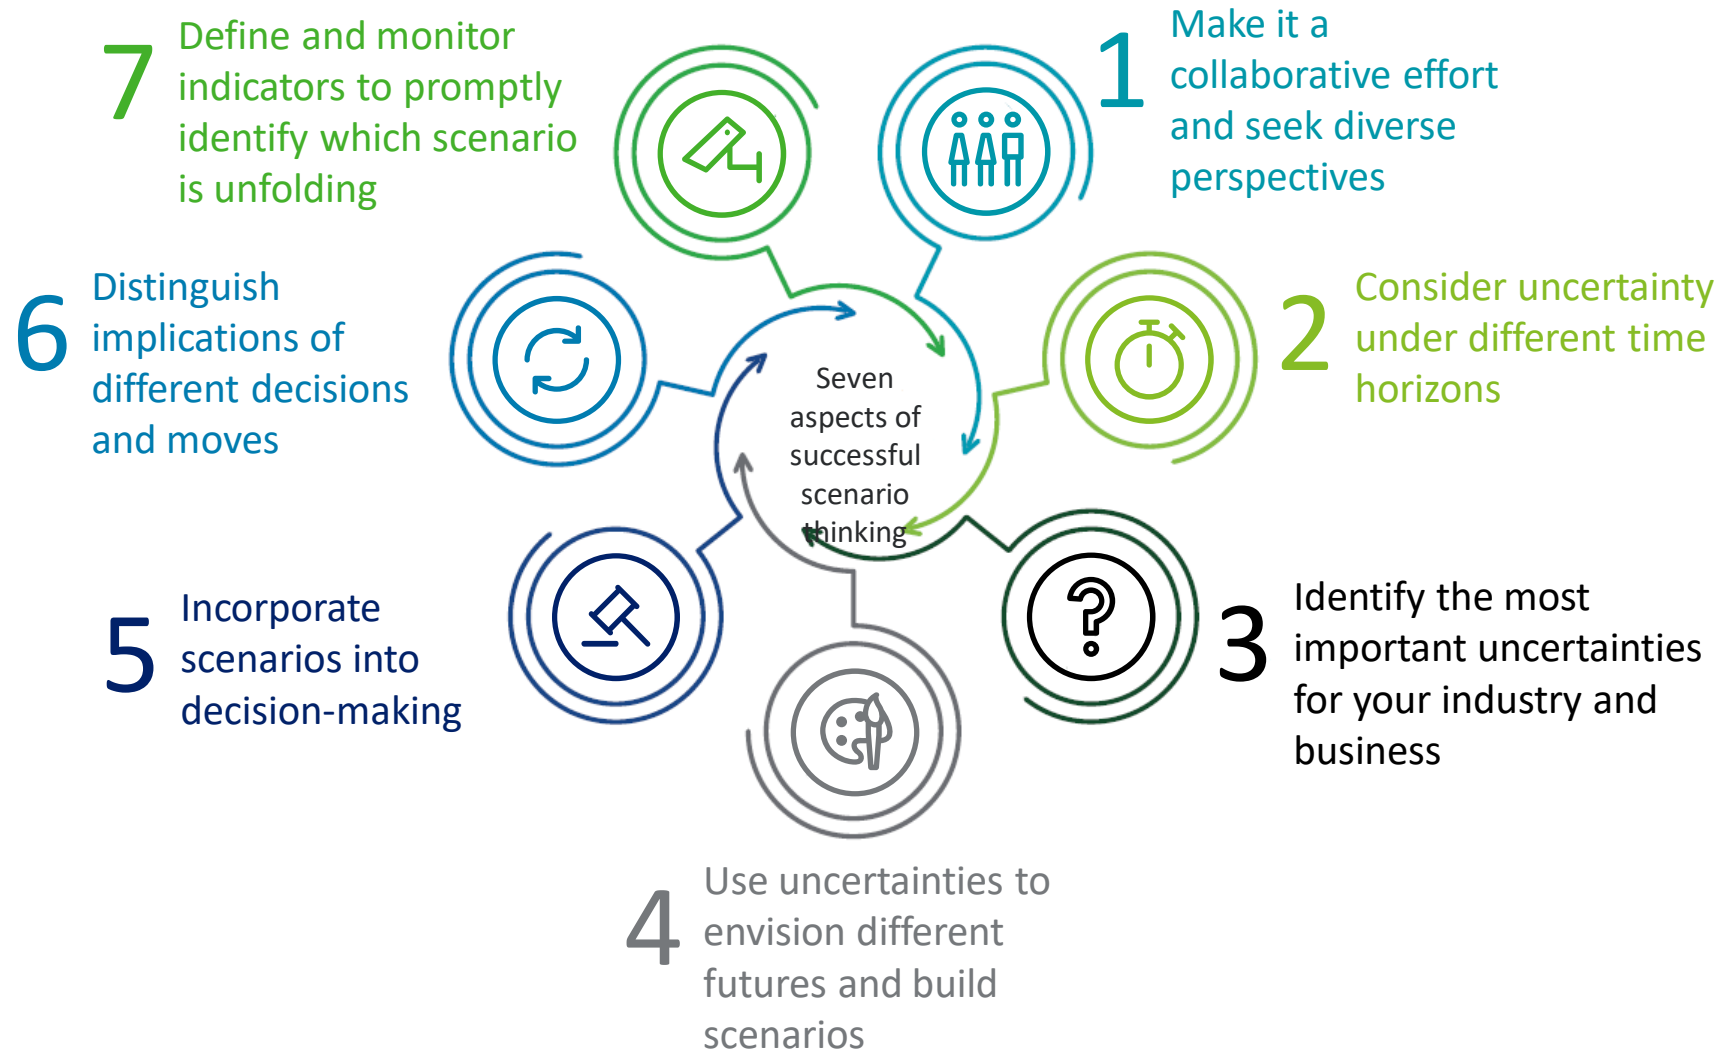 Seven
aspects of
successful
scenario
thinking
1
Make it a
collaborative effort
and seek diverse
perspectives
2
Consider uncertainty
under different time
horizons
3
Identify the most
important uncertainties
for your industry and
business
4
Use uncertainties to
envision different
futures and build
scenarios
5
Incorporate
scenarios into
decision-making
6
Distinguish
implications of
different decisions
and moves
7
Define and monitor
indicators to promptly
identify which scenario
is unfolding